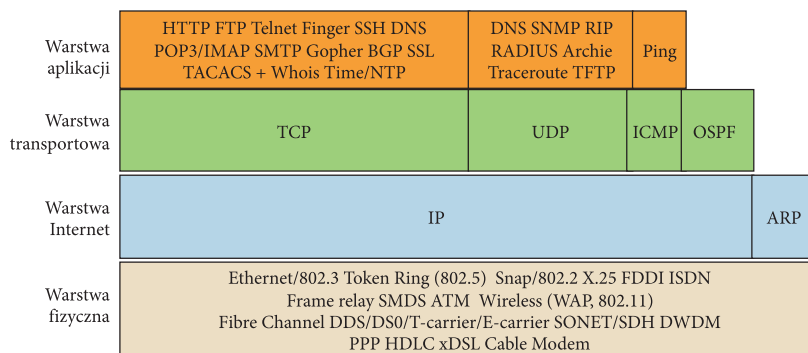 Warstwa
aplikacji
HTTP FTP Telnet Finger SSH DNS
POP3/IMAP SMTP Gopher BGP SSL
TACACS + Whois Time/NTP
DNS SNMP RIP
RADIUS Archie
Traceroute TFTP
Ping
Warstwa
transportowa
TCP
UDP
ICMP
OSPF
Warstwa
Internet
IP
ARP
Warstwa
fizyczna
Ethernet/802.3 Token Ring (802.5) Snap/802.2 X.25 FDDI ISDN
Frame relay SMDS ATM Wireless (WAP, 802.11)
Fibre Channel DDS/DS0/T-carrier/E-carrier SONET/SDH DWDM
PPP HDLC xDSL Cable Modem